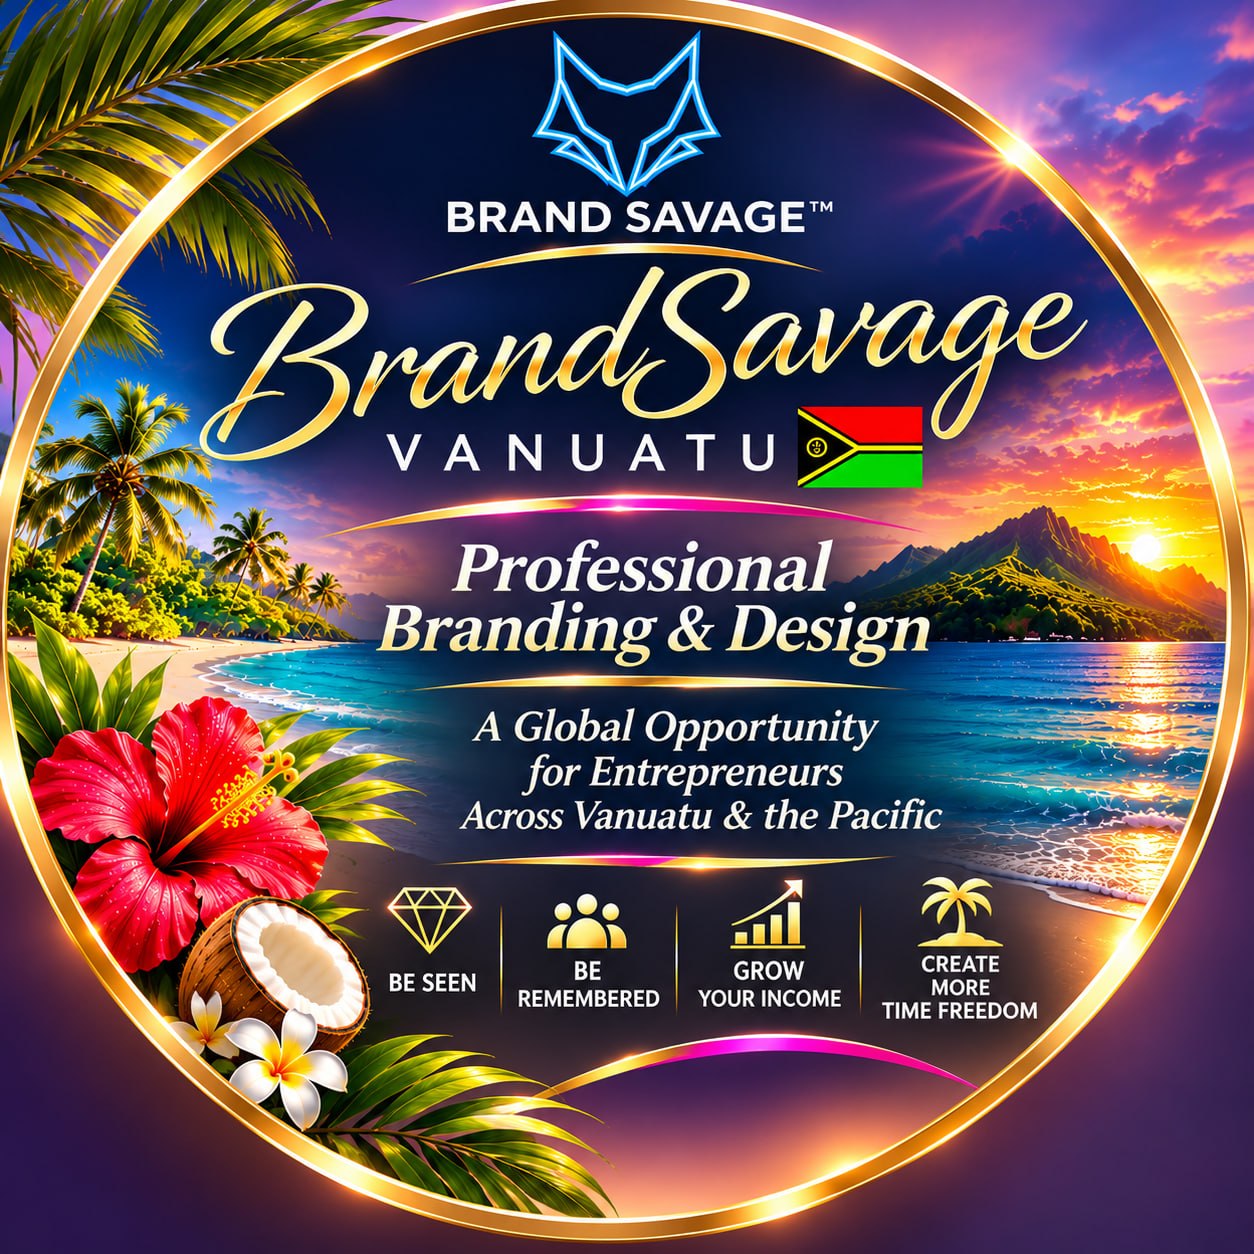 BRAND SAVAGE™
BrandSavage
VANUATU
Professional
Branding & Design
A Global Opportunity
for Entrepreneurs
Across Vanuatu & the Pacific
BE SEEN
BE
REMEMBERED
GROW
YOUR INCOME
CREATE
MORE
TIME FREEDOM